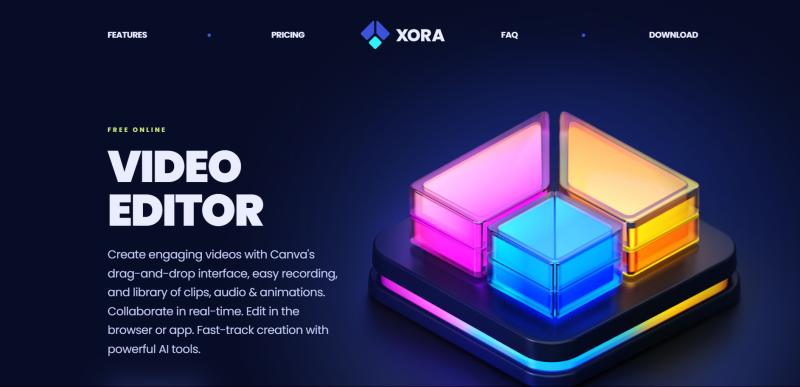 FEATURES
PRICING
XORA
FAQ
DOWNLOAD
FREE ONLINE
VIDEO
EDITOR
Create engaging videos with Canva's
drag-and-drop interface, easy recording,
and library of clips, audio & animations.
Collaborate in real-time. Edit in the
browser or app. Fast-track creation with
powerful AI tools.